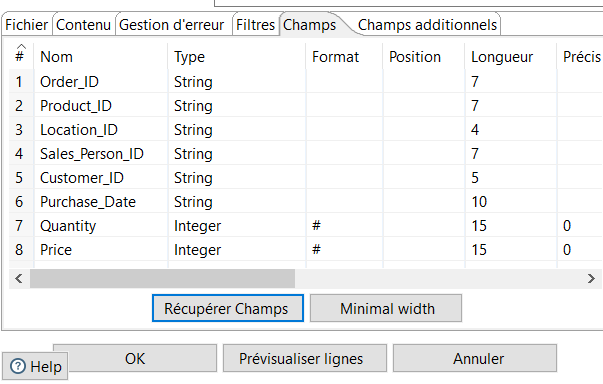 Fichier Contenu Gestion d'erreur Filtres Champs Champs additionnels
# Nom Type Format Position Longueur Précis
1 Order_ID String 7
2 Product_ID String 7
3 Location_ID String 4
4 Sales_Person_ID String 7
5 Customer_ID String 5
6 Purchase_Date String 10
7 Quantity Integer # 15 0
8 Price Integer # 15 0
Récupérer Champs Minimal width
Help OK Prévisualiser lignes Annuler